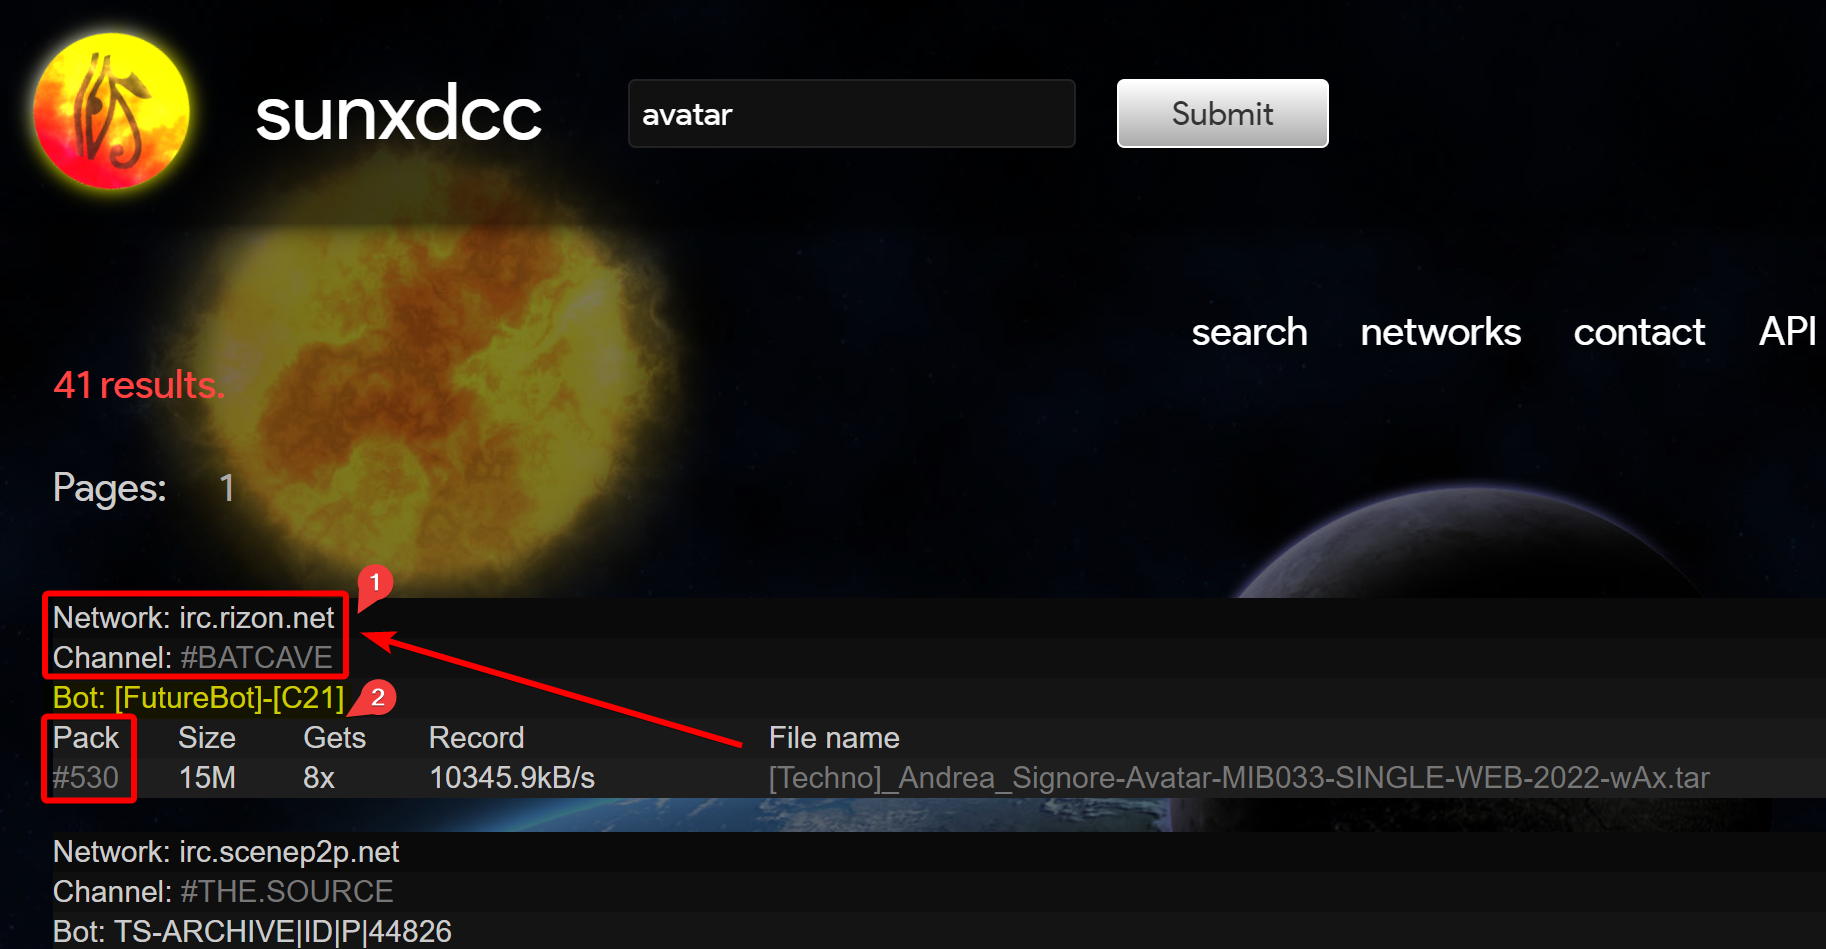 sunxdcc
avatar
Submit
search networks contact API
41 results.
Pages: 1
1
Network: irc.rizon.net
Channel: #BATCAVE
Bot: [FutureBot]-[C21]
2
Pack Size Gets Record File name
#530 15M 8x 10345.9kB/s [Techno]_Andrea_Signore-Avatar-MIB033-SINGLE-WEB-2022-wAx.tar
Network: irc.scenep2p.net
Channel: #THE.SOURCE
Bot: TS-ARCHIVE|ID|P|44826